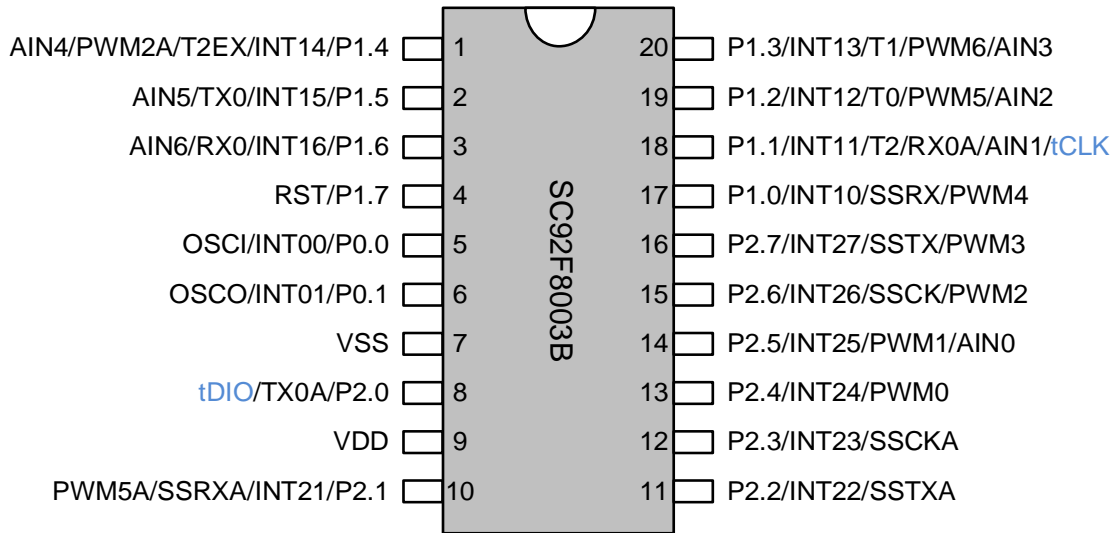 AIN4/PWM2A/T2EX/INT14/P1.4 1 20 P1.3/INT13/T1/PWM6/AIN3
AIN5/TX0/INT15/P1.5 2 19 P1.2/INT12/T0/PWM5/AIN2
AIN6/RX0/INT16/P1.6 3 18 P1.1/INT11/T2/RX0A/AIN1/tCLK
RST/P1.7 4 17 P1.0/INT10/SSRX/PWM4
OSCI/INT00/P0.0 5 16 P2.7/INT27/SSTX/PWM3
OSCO/INT01/P0.1 6 15 P2.6/INT26/SSCK/PWM2
VSS 7 14 P2.5/INT25/PWM1/AIN0
tDIO/TX0A/P2.0 8 13 P2.4/INT24/PWM0
VDD 9 12 P2.3/INT23/SSCKA
PWM5A/SSRXA/INT21/P2.1 10 11 P2.2/INT22/SSTXA
SC92F8003B